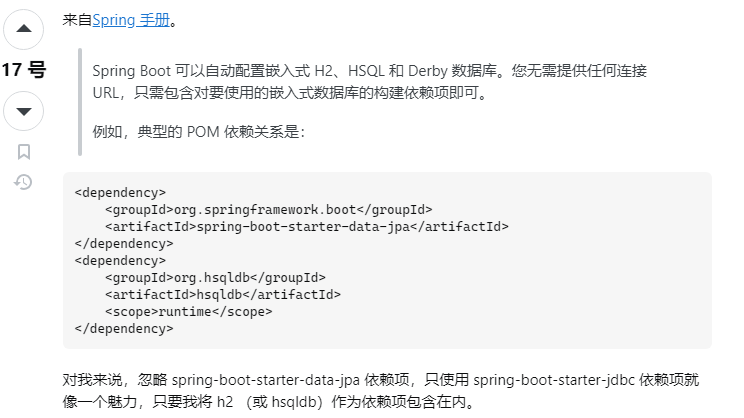 来自Spring 手册。
17 号
Spring Boot 可以自动配置嵌入式 H2、HSQL 和 Derby 数据库。您无需提供任何连接
URL，只需包含对要使用的嵌入式数据库的构建依赖项即可。
例如，典型的 POM 依赖关系是：
<dependency>
    <groupId>org.springframework.boot</groupId>
    <artifactId>spring-boot-starter-data-jpa</artifactId>
</dependency>
<dependency>
    <groupId>org.hsqldb</groupId>
    <artifactId>hsqldb</artifactId>
    <scope>runtime</scope>
</dependency>
对我来说，忽略 spring-boot-starter-data-jpa 依赖项，只使用 spring-boot-starter-jdbc 依赖项就
像一个魅力，只要我将 h2 （或 hsqldb）作为依赖项包含在内。